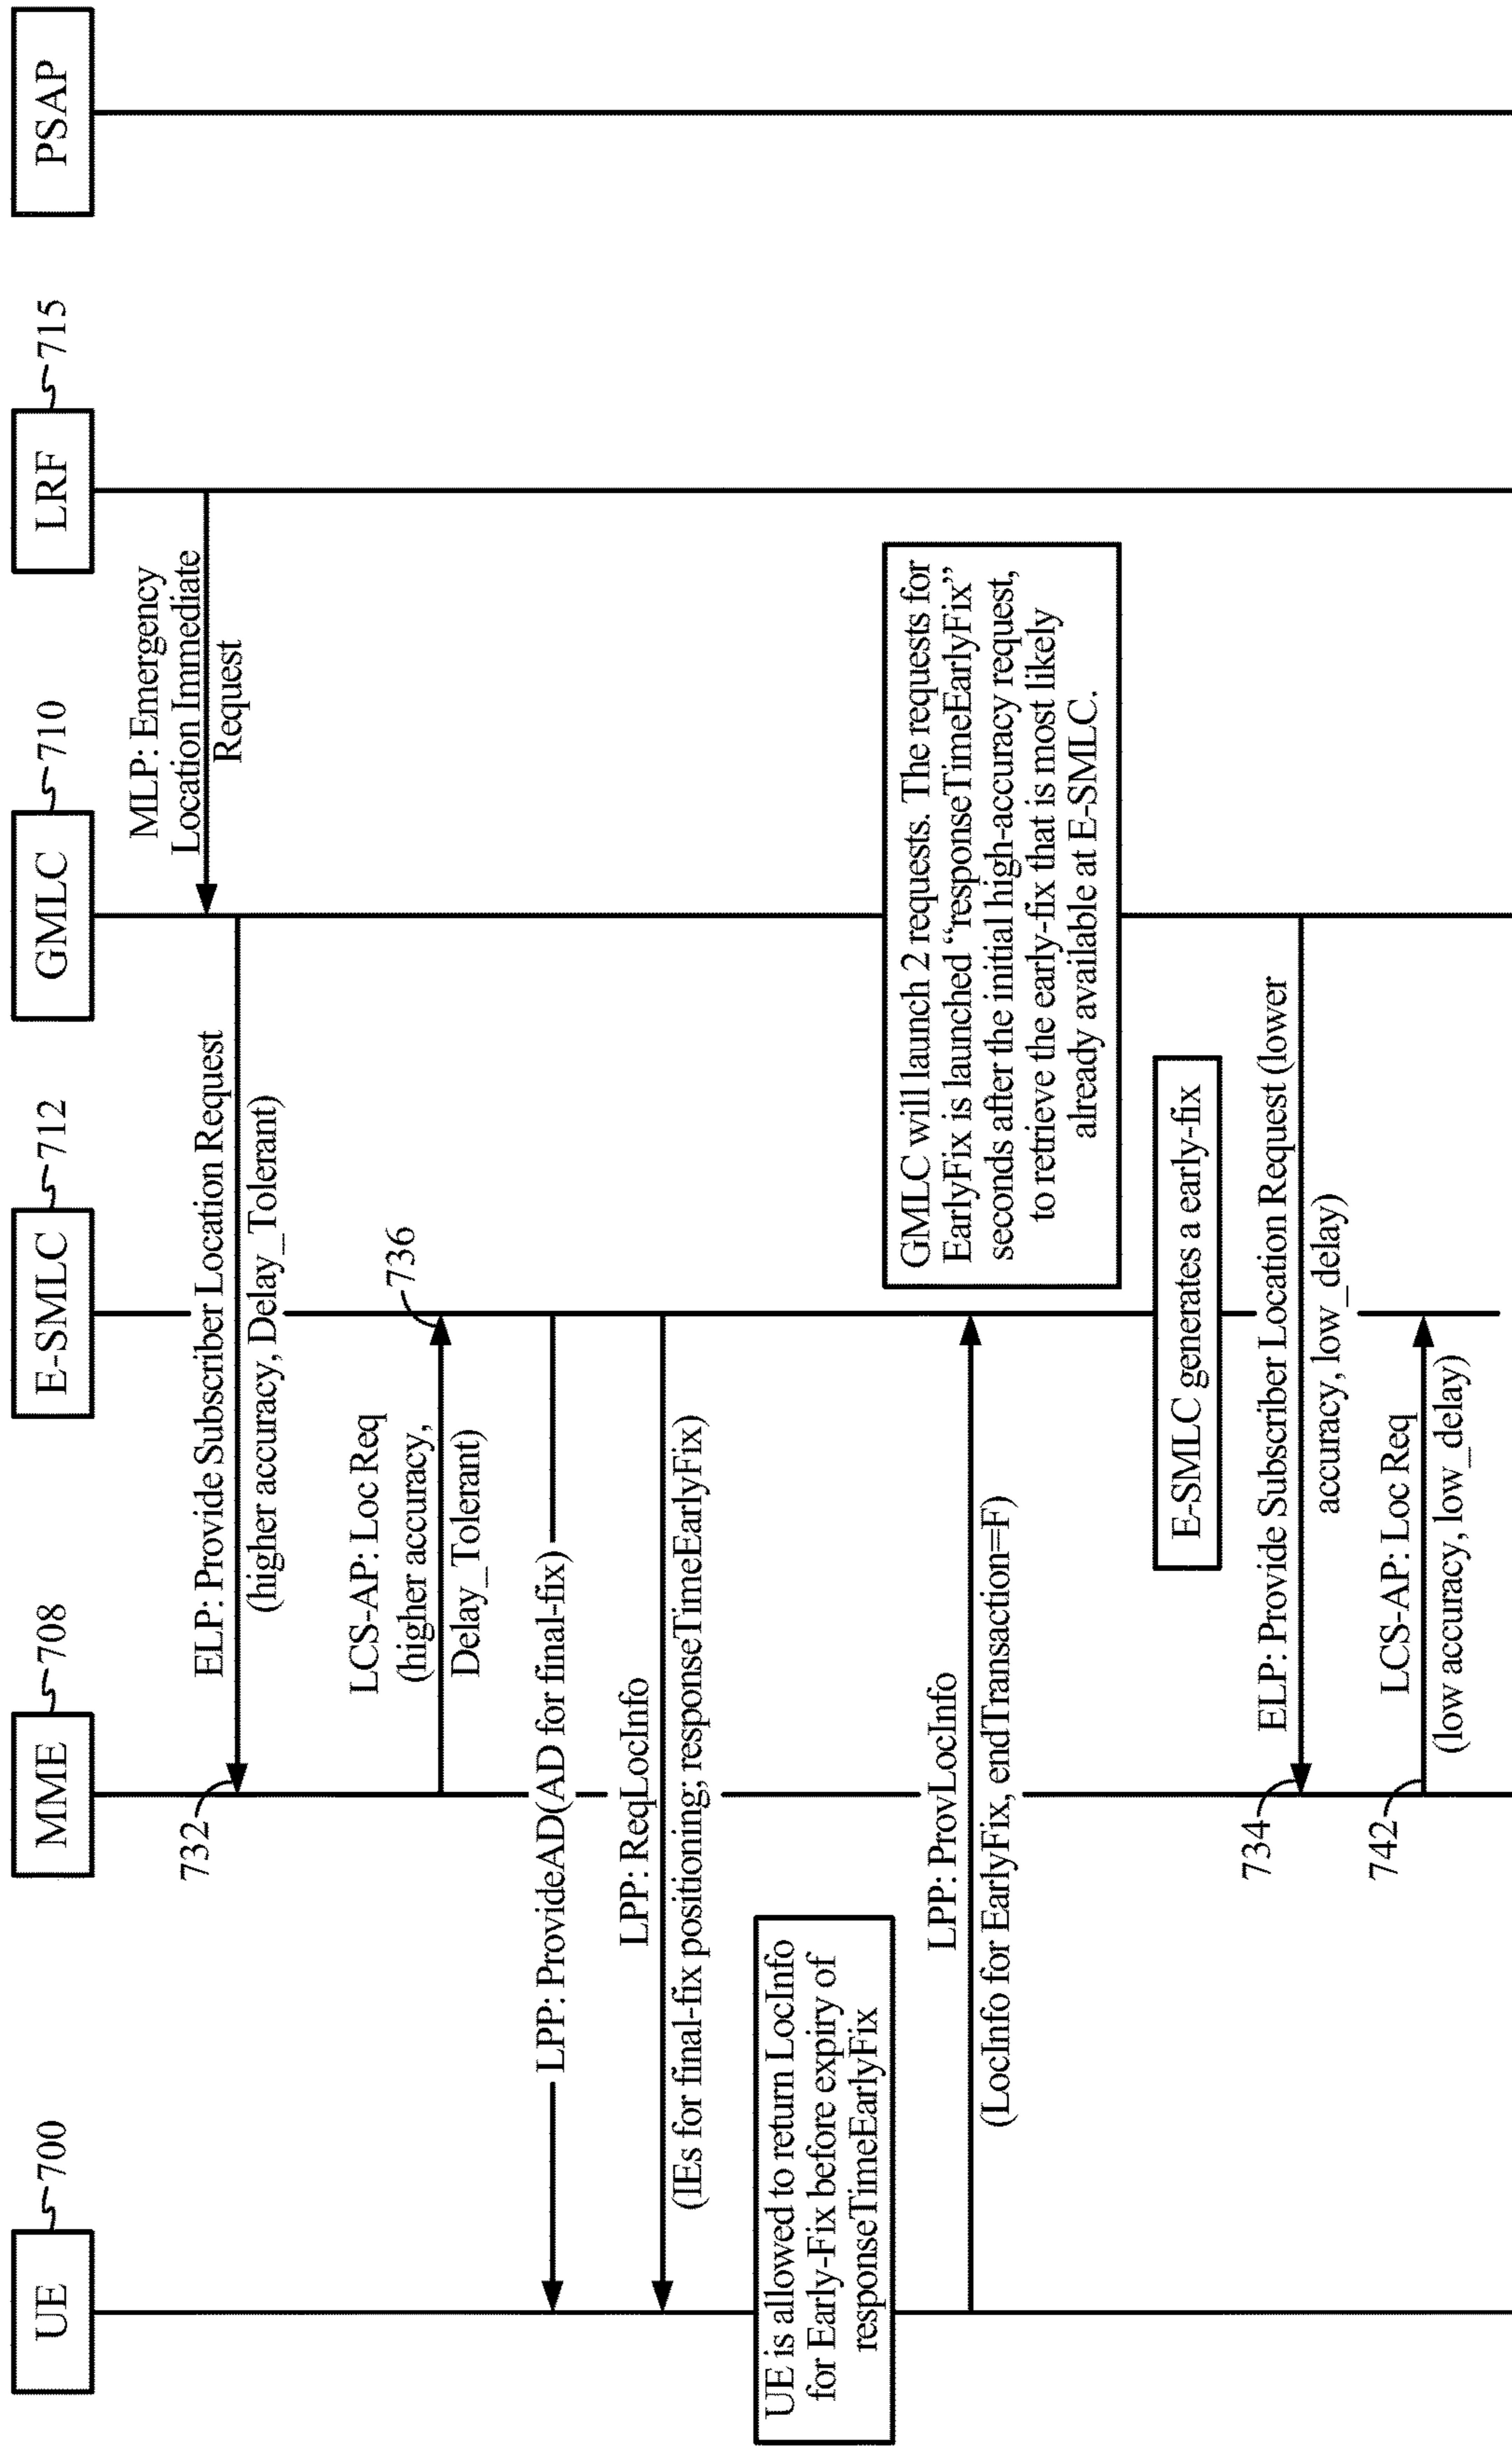 UE
700
MME
708
E-SMLC
712
GMLC
710
LRF
715
PSAP
MLP: Emergency
Location Immediate
Request
ELP: Provide Subscriber Location Request
(higher accuracy, Delay_Tolerant)
732
LCS-AP: Loc Req
(higher accuracy,
Delay_Tolerant)
736
LPP: ProvideAD(AD for final-fix)
LPP: ReqLocInfo
(IEs for final-fix positioning; responseTimeEarlyFix)
UE is allowed to return LocInfo
for Early-Fix before expiry of
responseTimeEarlyFix
GMLC will launch 2 requests. The requests for
EarlyFix is launched “responseTimeEarlyFix”
seconds after the initial high-accuracy request,
to retrieve the early-fix that is most likely
already available at E-SMLC.
LPP: ProvLocInfo
(LocInfo for EarlyFix, endTransaction=F)
E-SMLC generates a early-fix
ELP: Provide Subscriber Location Request (lower
accuracy, low_delay)
734
LCS-AP: Loc Req
(low accuracy, low_delay)
742